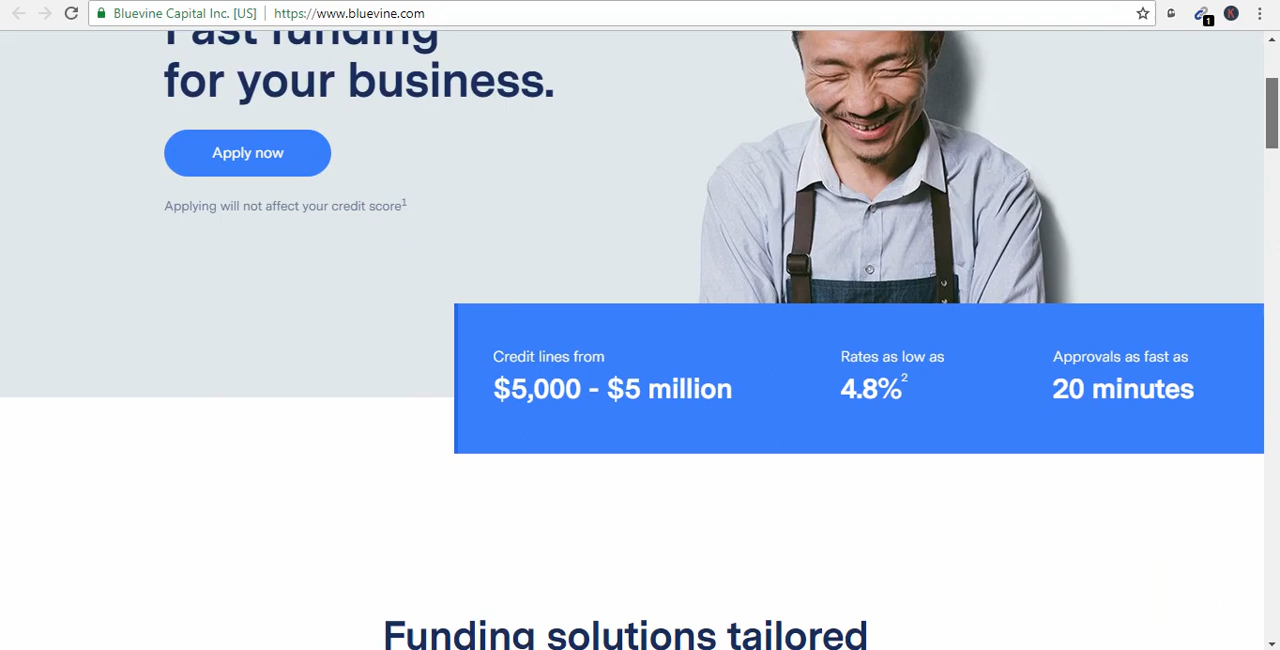 Bluevine Capital Inc. [US] https://www.bluevine.com
K
1
Fast funding
for your business.
Apply now
Applying will not affect your credit score1
Credit lines from
$5,000 - $5 million
Rates as low as
4.8%2
Approvals as fast as
20 minutes
Funding solutions tailored